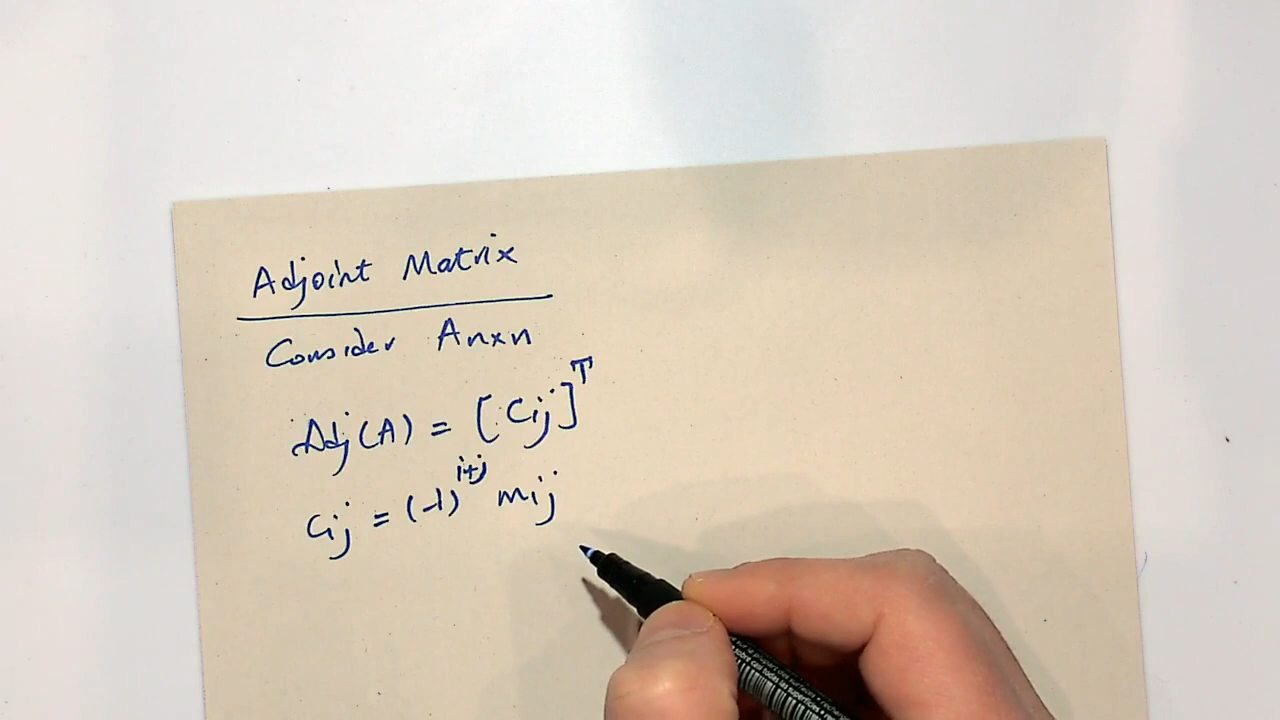 Adjoint Matrix
Consider Anxn
Adj(A) = [Cij]ᵀ
Cij = (-1)ⁱ⁺ʲ mij